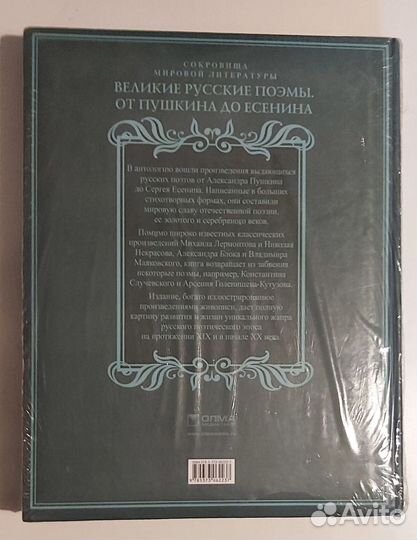 СОКРОВИЩА
МИРОВОЙ ЛИТЕРАТУРЫ
ВЕЛИКИЕ РУССКИЕ ПОЭМЫ.
ОТ ПУШКИНА ДО ЕСЕНИНА
В антологию вошли произведения выдающихся
русских поэтов от Александра Пушкина
до Сергея Есенина. Написанные в больших
стихотворных формах, они составили
мировую славу отечественной поэзии,
ее золотого и серебряного веков.
Помимо широко известных классических
произведений Михаила Лермонтова и Николая
Некрасова, Александра Блока и Владимира
Маяковского, книга возвращает из забвения
некоторые поэмы, например, Константина
Случевского и Арсения Голенищева-Кутузова.
Издание, богато иллюстрированное
произведениями живописи, дает полную
картину развития и жизни уникального жанра
русского поэтического эпоса
на протяжении XIX и в начале XX века.
ОЛМА
Avito